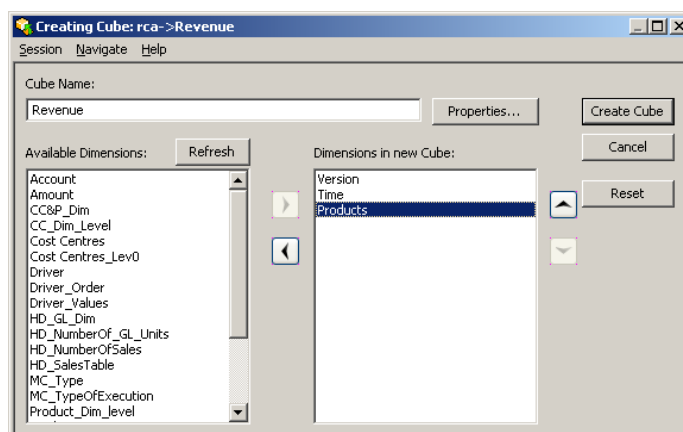 Creating Cube: rca->Revenue
Session Navigate Help
Cube Name:
Revenue
Properties...
Create Cube
Cancel
Reset
Available Dimensions:
Refresh
Account
Amount
CC&P_Dim
CC_Dim_Level
Cost Centres
Cost Centres_Lev0
Driver
Driver_Order
Driver_Values
HD_GL_Dim
HD_NumberOf_GL_Units
HD_NumberOfSales
HD_SalesTable
MC_Type
MC_TypeOfExecution
Product_Dim_level
Dimensions in new Cube:
Version
Time
Products